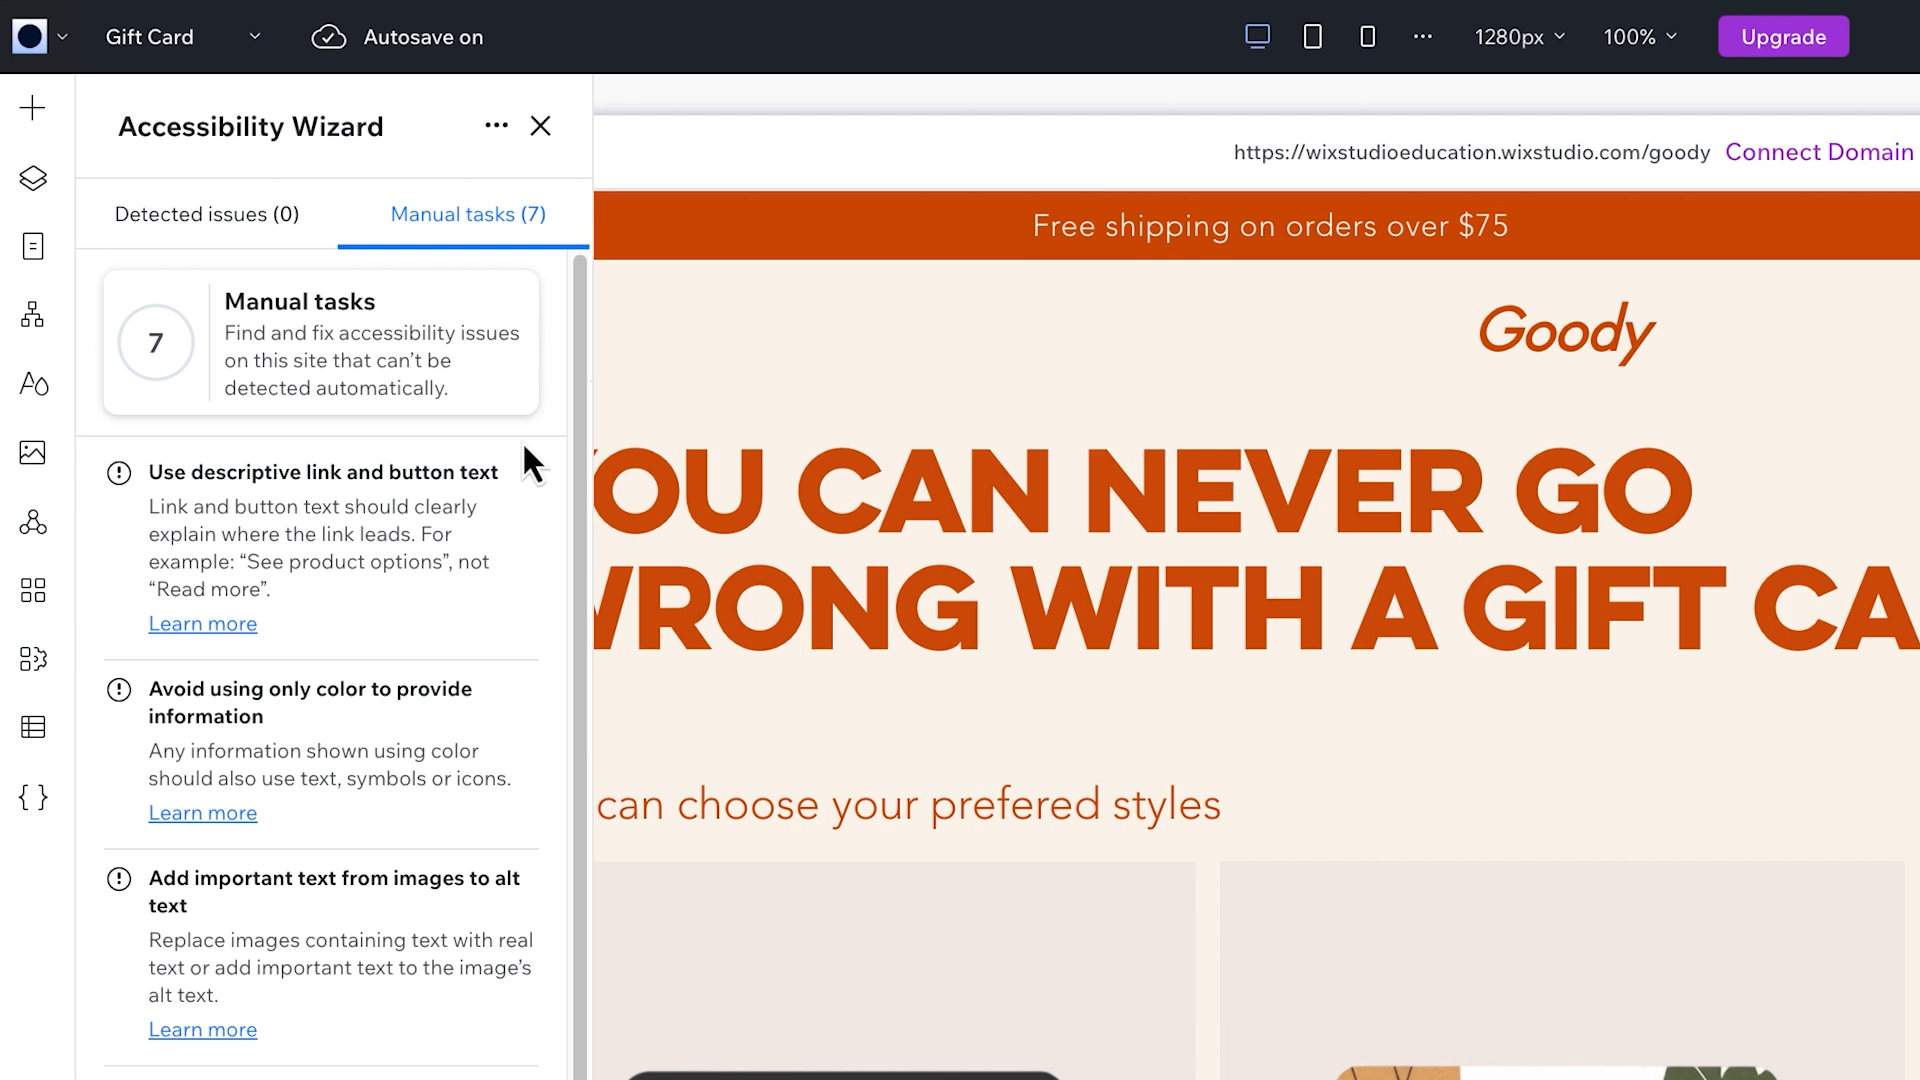 Gift Card
Autosave on
1280px
100%
Upgrade
Accessibility Wizard
https://wixstudioeducation.wixstudio.com/goody
Connect Domain
Detected issues (0)
Manual tasks (7)
Free shipping on orders over $75
7
Manual tasks
Find and fix accessibility issues
on this site that can’t be
detected automatically.
Goody
Use descriptive link and button text
Link and button text should clearly
explain where the link leads. For
example: “See product options”, not
“Read more”.
Learn more
Avoid using only color to provide
information
Any information shown using color
should also use text, symbols or icons.
Learn more
Add important text from images to alt
text
Replace images containing text with real
text or add important text to the image’s
alt text.
Learn more
YOU CAN NEVER GO
WRONG WITH A GIFT CA
can choose your prefered styles